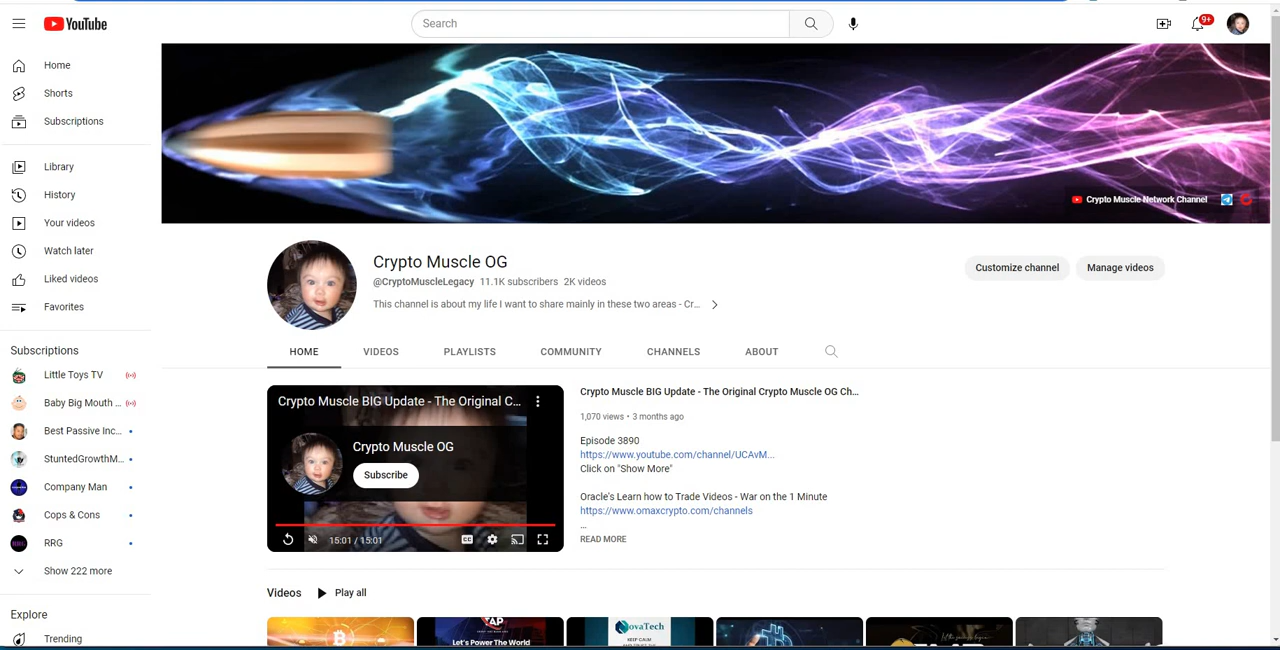 YouTube
Search
9+
Home
Shorts
Subscriptions
Library
History
Your videos
Watch later
Liked videos
Favorites
Subscriptions
Little Toys TV
Baby Big Mouth ...
Best Passive Inc...
StuntedGrowthM...
Company Man
Cops & Cons
RRG
Show 222 more
Explore
Trending
Crypto Muscle Network Channel
Crypto Muscle OG
@CryptoMuscleLegacy 11.1K subscribers 2K videos
This channel is about my life I want to share mainly in these two areas - Cr...
Customize channel
Manage videos
HOME VIDEOS PLAYLISTS COMMUNITY CHANNELS ABOUT
Crypto Muscle BIG Update - The Original C...
Crypto Muscle OG
Subscribe
15:01 / 15:01
CC
Crypto Muscle BIG Update - The Original Crypto Muscle OG Ch...
1,070 views • 3 months ago
Episode 3890
https://www.youtube.com/channel/UCAvM...
Click on "Show More"
Oracle's Learn how to Trade Videos - War on the 1 Minute
https://www.omaxcrypto.com/channels
...
READ MORE
Videos
Play all
Let's Power The World
NovaTech
KEEP CALM